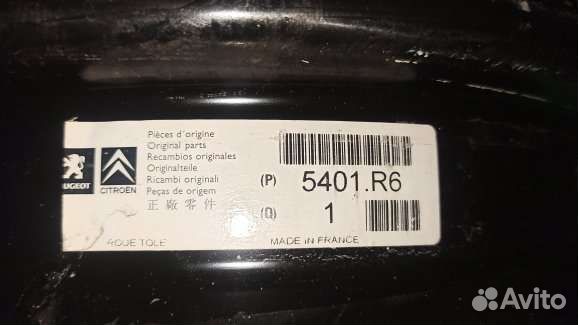 Pièces d'origine
Original parts
Recambios originales
Originalteile
Ricambi originali
Peças de origem
正廠零件
PEUGEOT
CITROËN
(P) 5401.R6
(Q) 1
ROUE TOLE
MADE IN FRANCE
Avito